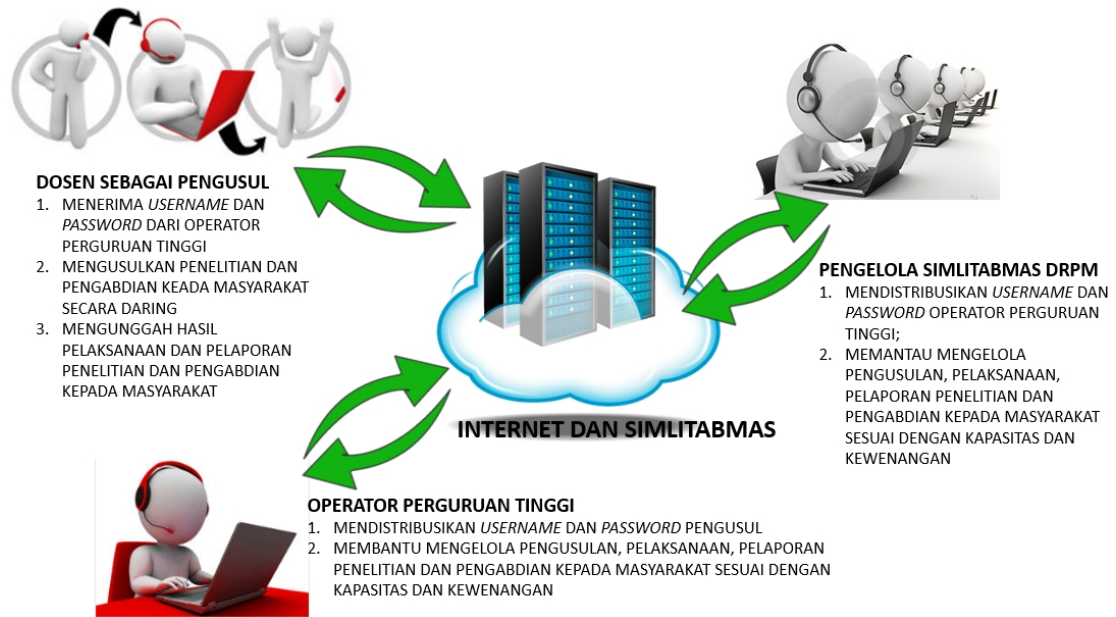 DOSEN SEBAGAI PENGUSUL
1. MENERIMA USERNAME DAN
PASSWORD DARI OPERATOR
PERGURUAN TINGGI
2. MENGUSULKAN PENELITIAN DAN
PENGABDIAN KEADA MASYARAKAT
SECARA DARING
3. MENGUNGGAH HASIL
PELAKSANAAN DAN PELAPORAN
PENELITIAN DAN PENGABDIAN
KEPADA MASYARAKAT
PENGELOLA SIMLITABMAS DRPM
1. MENDISTRIBUSIKAN USERNAME DAN
PASSWORD OPERATOR PERGURUAN
TINGGI;
2. MEMANTAU MENGELOLA
PENGUSULAN, PELAKSANAAN,
PELAPORAN PENELITIAN DAN
PENGABDIAN KEPADA MASYARAKAT
SESUAI DENGAN KAPASITAS DAN
KEWENANGAN
INTERNET DAN SIMLITABMAS
OPERATOR PERGURUAN TINGGI
1. MENDISTRIBUSIKAN USERNAME DAN PASSWORD PENGUSUL
2. MEMBANTU MENGELOLA PENGUSULAN, PELAKSANAAN, PELAPORAN
PENELITIAN DAN PENGABDIAN KEPADA MASYARAKAT SESUAI DENGAN
KAPASITAS DAN KEWENANGAN